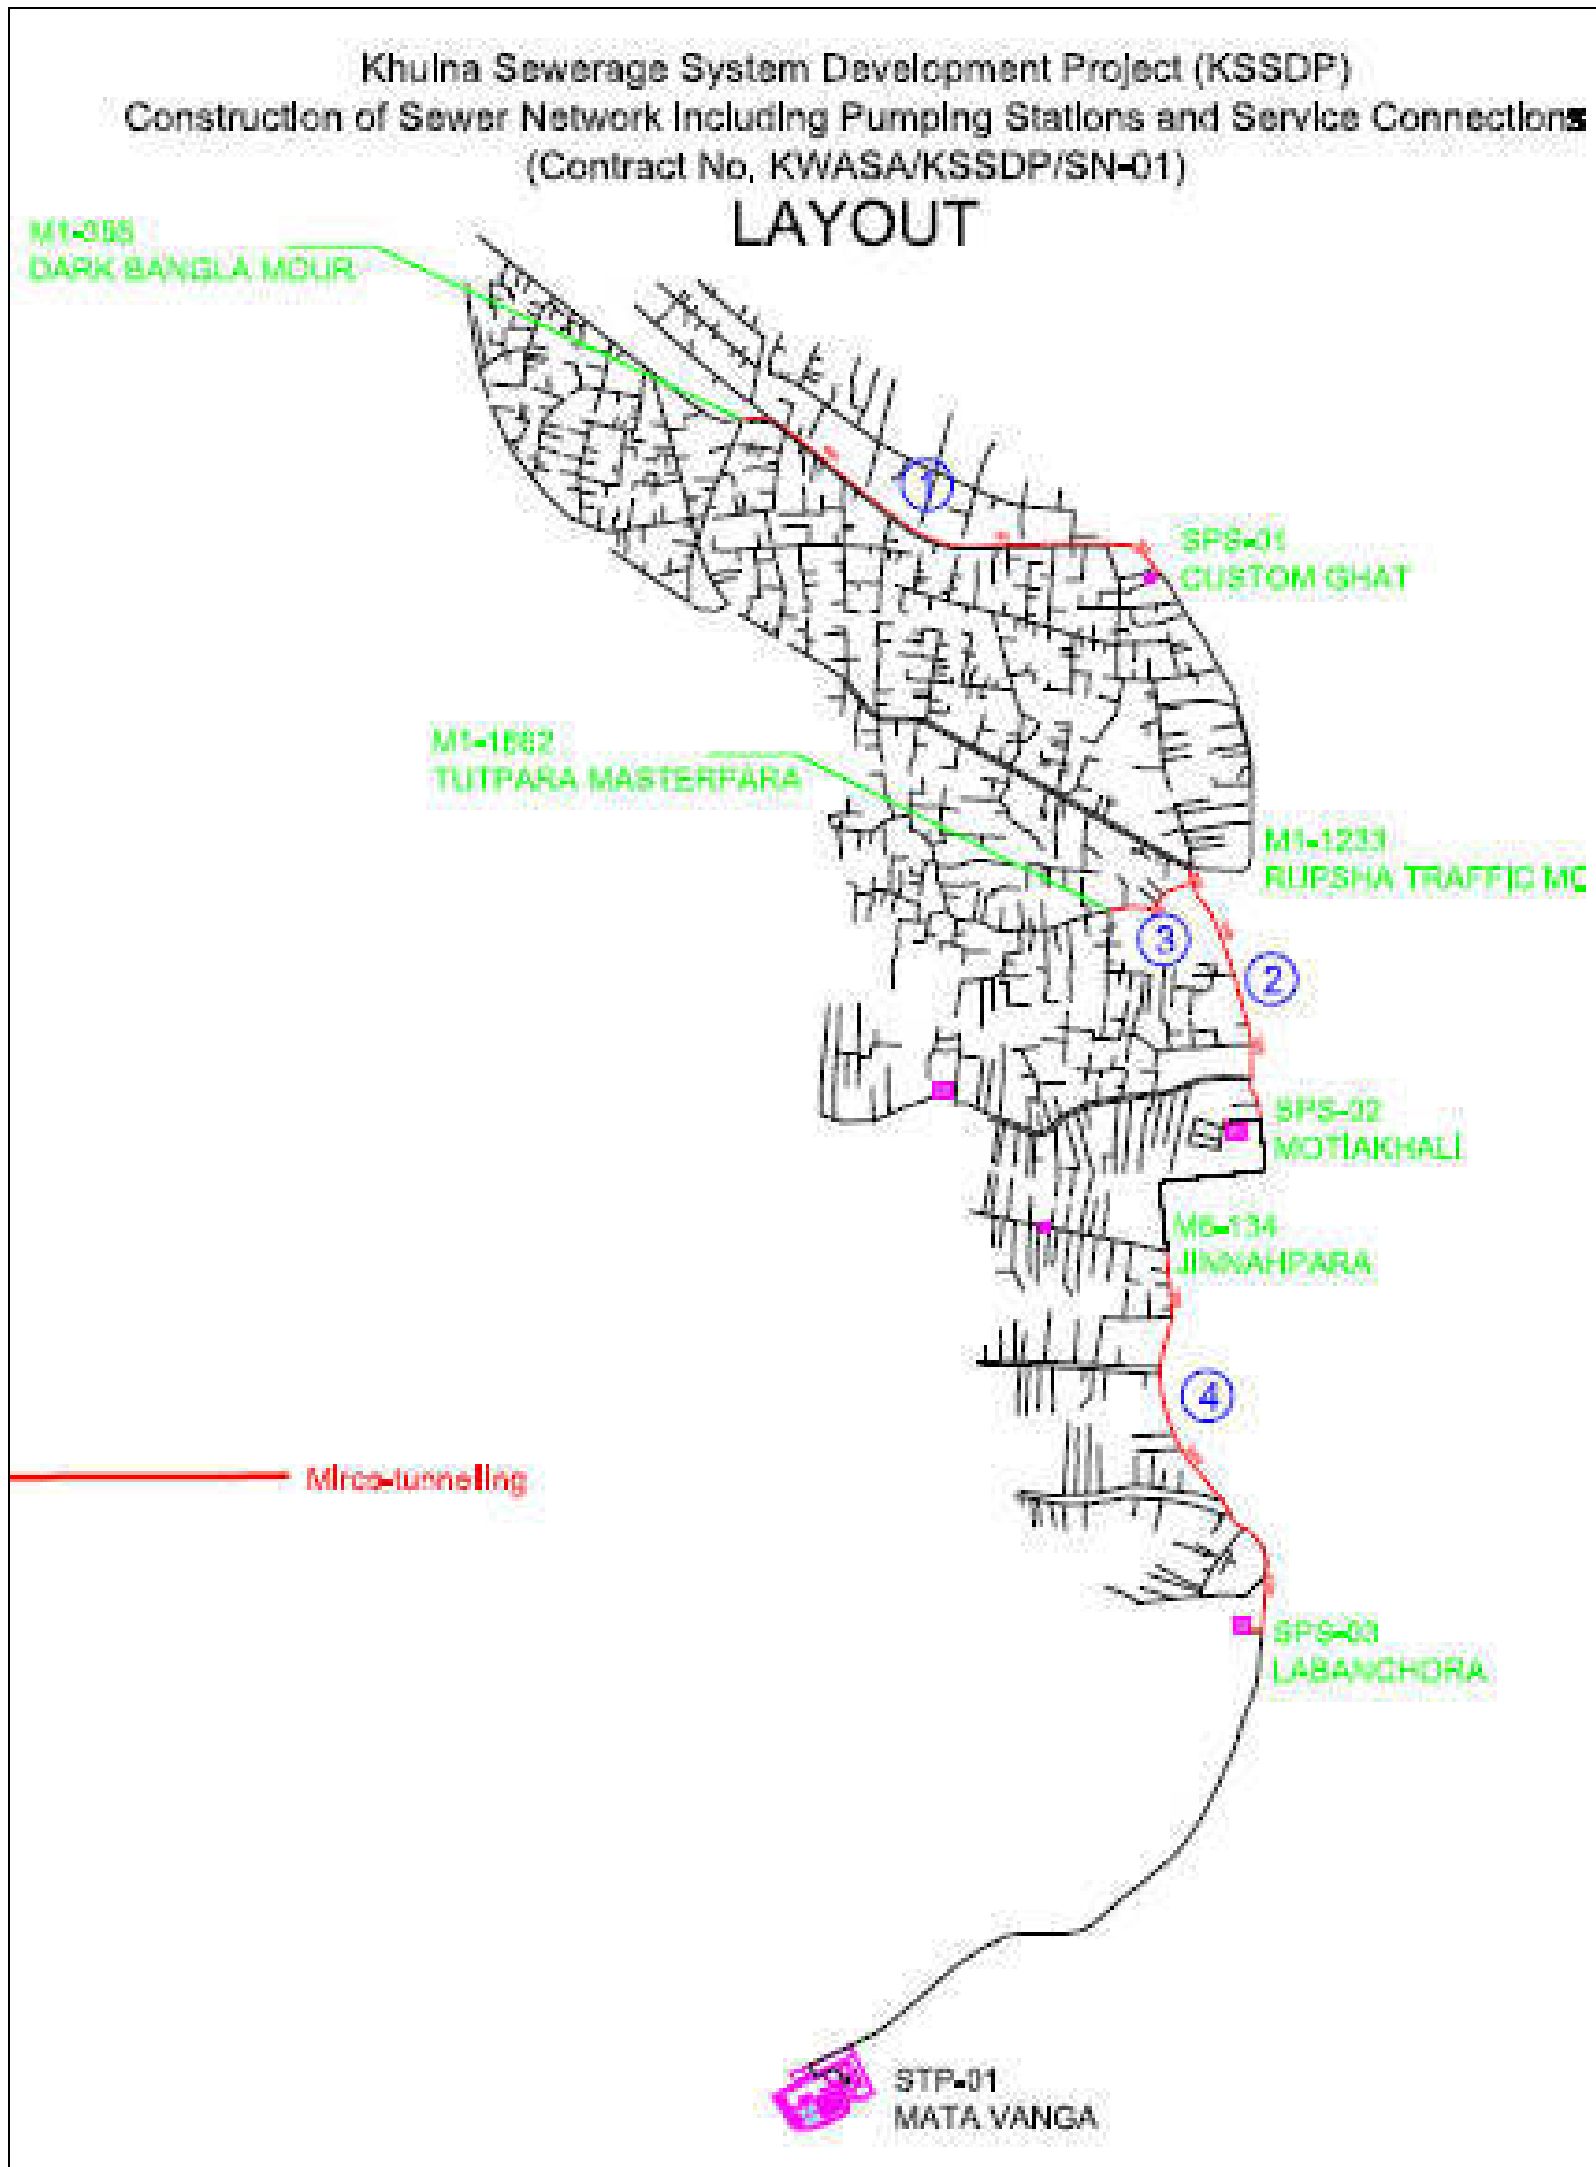 Khulna Sewerage System Development Project (KSSDP)
Construction of Sewer Network Including Pumping Stations and Service Connections
(Contract No. KWASA/KSSDP/SN-01)
LAYOUT
M1-395
DARK BANGLA MOUR
1
SPS-01
CUSTOM GHAT
M1-1662
TUTPARA MASTERPARA
M1-1233
RUPSHA TRAFFIC MO
3
2
SPS-02
MOTIAKHALI
M6-134
JINNAHPARA
4
Mirco-tunneling
SPS-03
LABANCHORA
STP-01
MATA VANGA